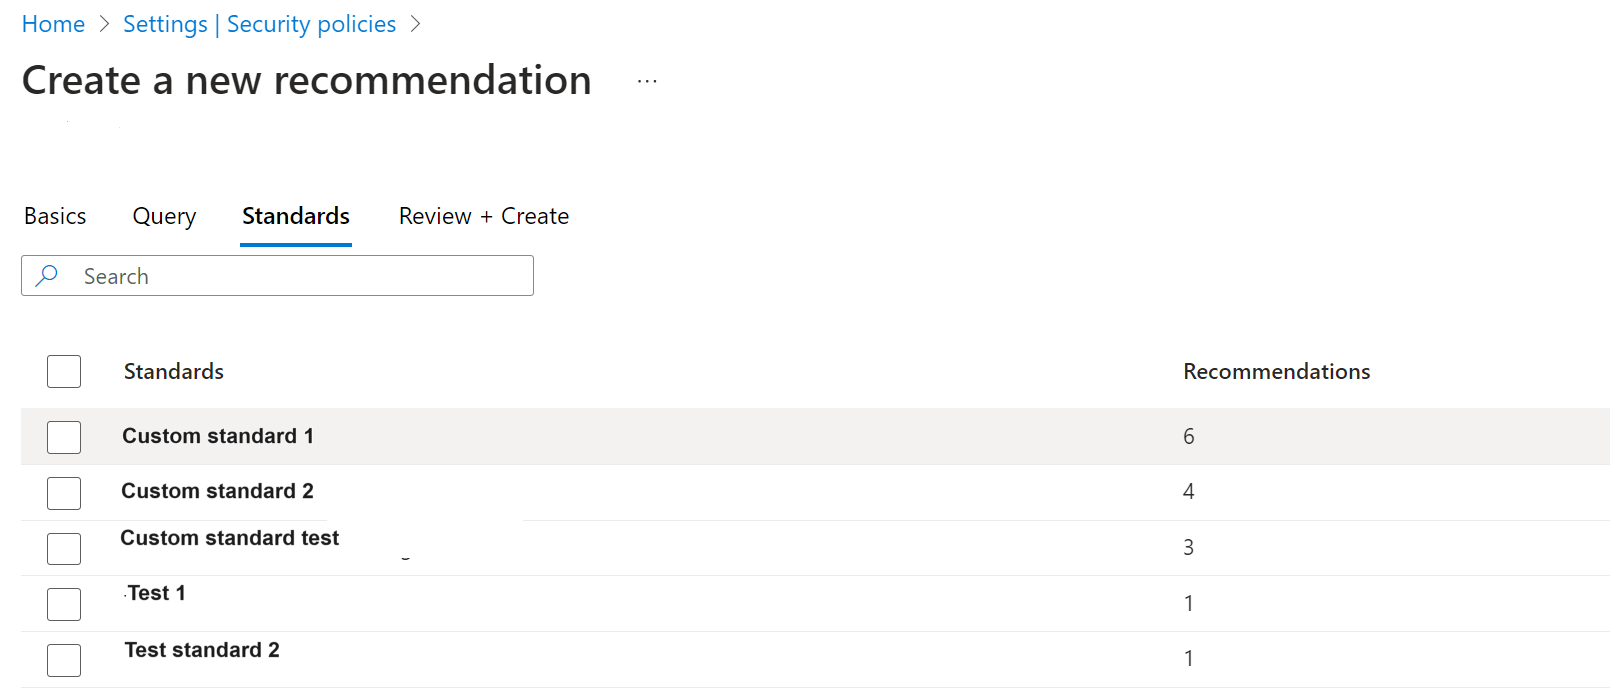 Home > Settings | Security policies >
Create a new recommendation ...
Basics Query Standards Review + Create
Search
Standards Recommendations
Custom standard 1 6
Custom standard 2 4
Custom standard test 3
Test 1 1
Test standard 2 1